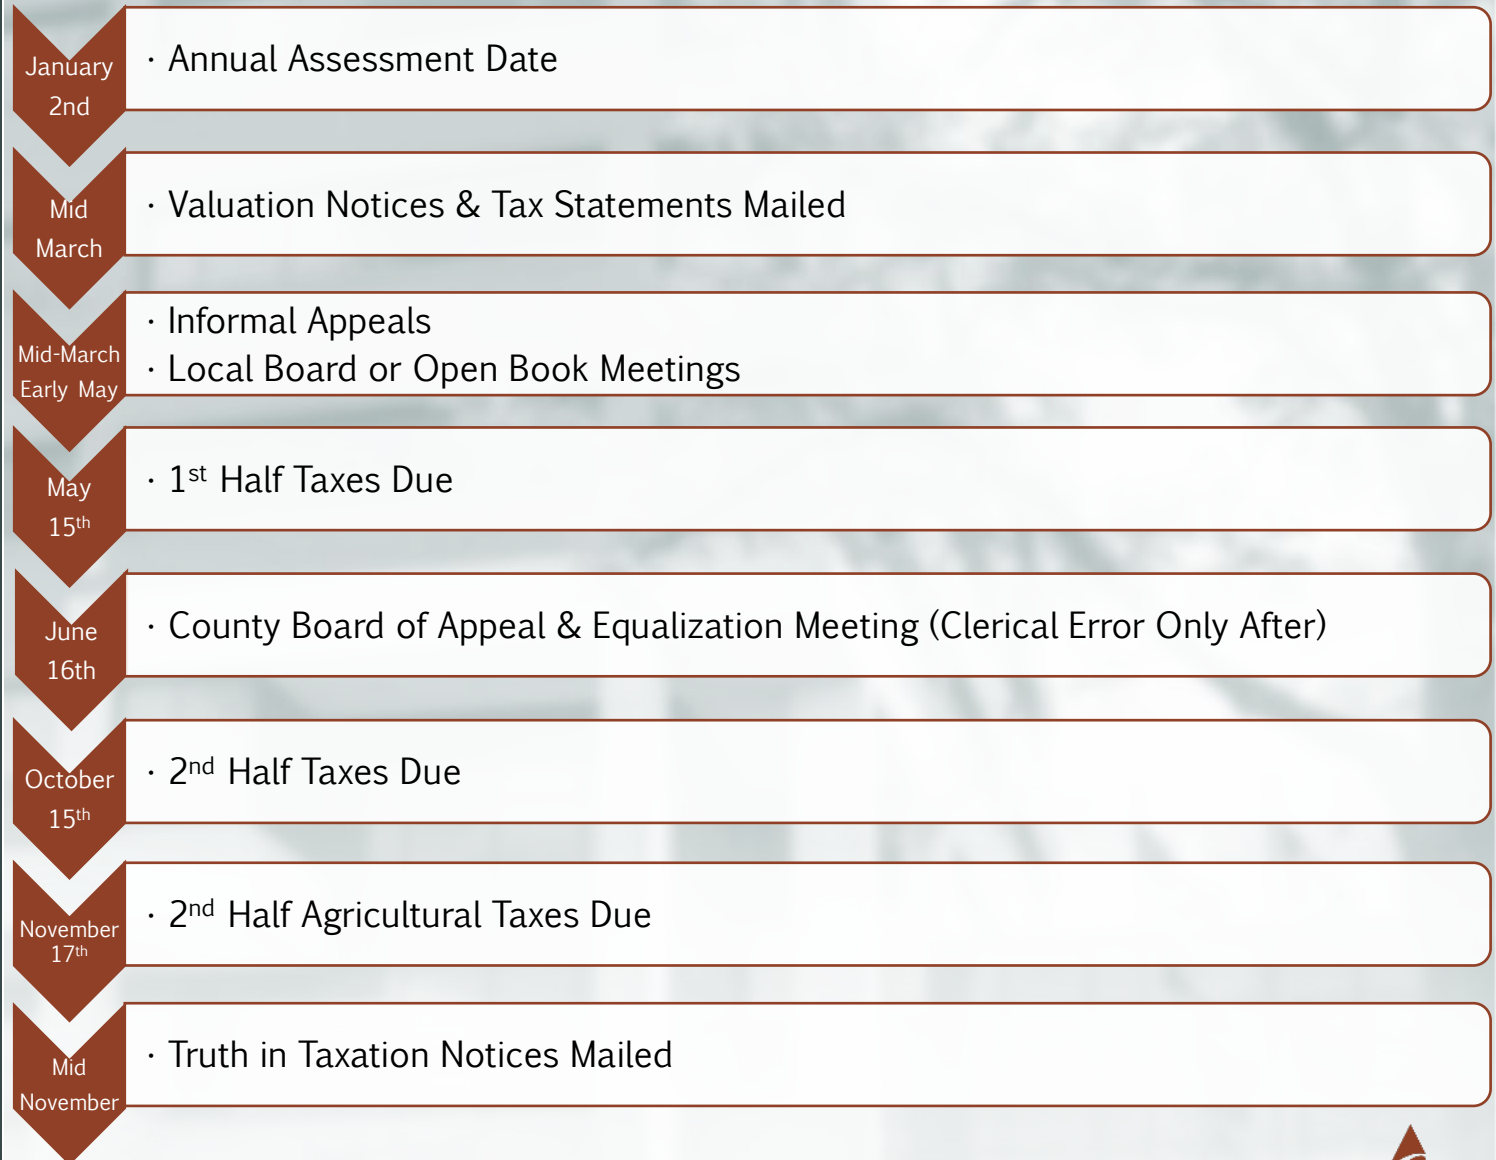 January
2nd
· Annual Assessment Date
Mid
March
· Valuation Notices & Tax Statements Mailed
Mid-March
Early May
· Informal Appeals
· Local Board or Open Book Meetings
May
15th
· 1st Half Taxes Due
June
16th
· County Board of Appeal & Equalization Meeting (Clerical Error Only After)
October
15th
· 2nd Half Taxes Due
November
17th
· 2nd Half Agricultural Taxes Due
Mid
November
· Truth in Taxation Notices Mailed